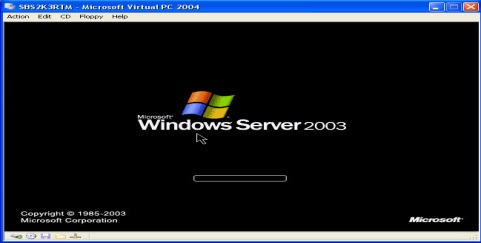 SBS2K3RTM - Microsoft Virtual PC 2004
Action Edit CD Floppy Help
Microsoft
Windows Server 2003
Copyright © 1985-2003
Microsoft Corporation
Microsoft